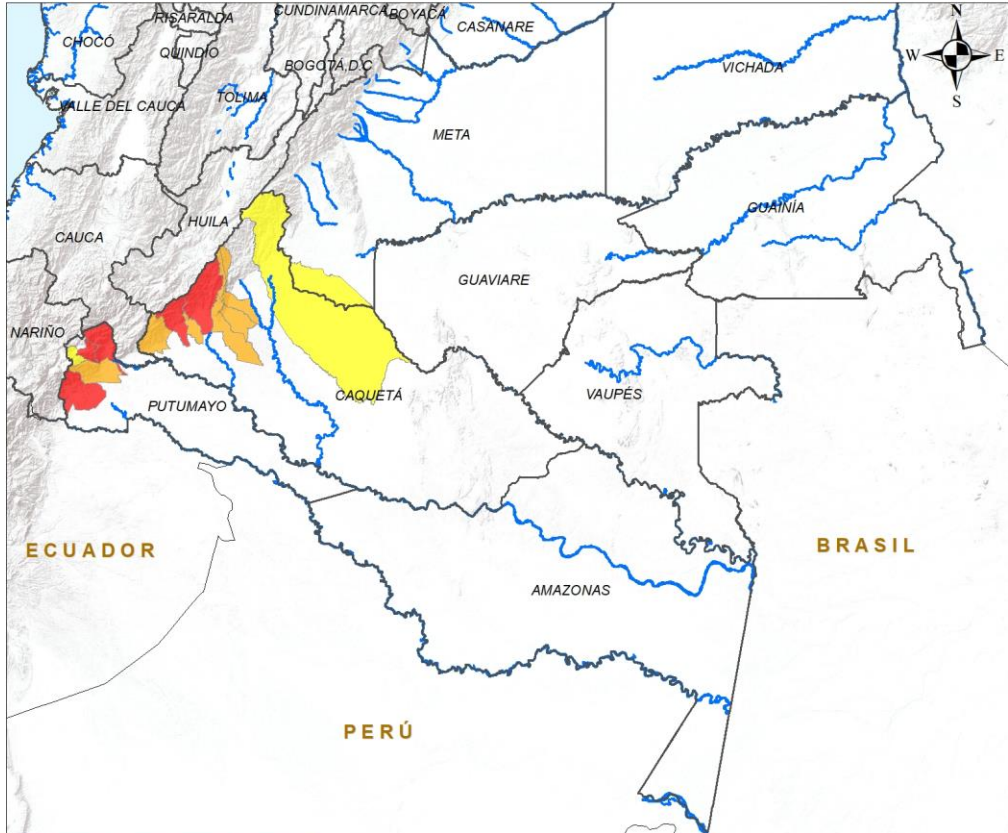 RISARALDA
CUNDINAMARCA
BOYACÁ
CASANARE
N
CHOCÓ
QUINDIO
BOGOTÁ,D.C
VICHADA
W
E
TOLIMA
VALLE DEL CAUCA
S
META
GUAINÍA
HUILA
CAUCA
GUAVIARE
NARIÑO
CAQUETÁ
VAUPÉS
PUTUMAYO
ECUADOR
BRASIL
AMAZONAS
PERÚ